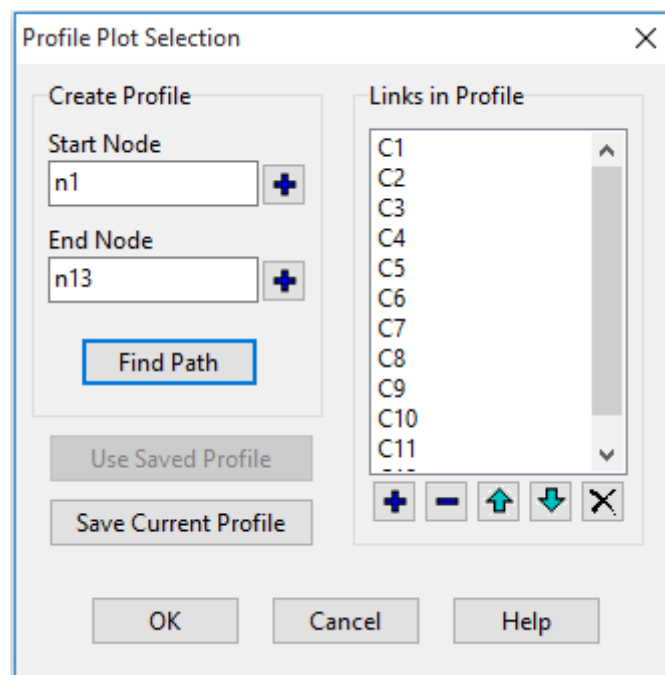 Profile Plot Selection
Create Profile
Start Node
n1
End Node
n13
Find Path
Use Saved Profile
Save Current Profile
Links in Profile
C1
C2
C3
C4
C5
C6
C7
C8
C9
C10
C11
OK
Cancel
Help